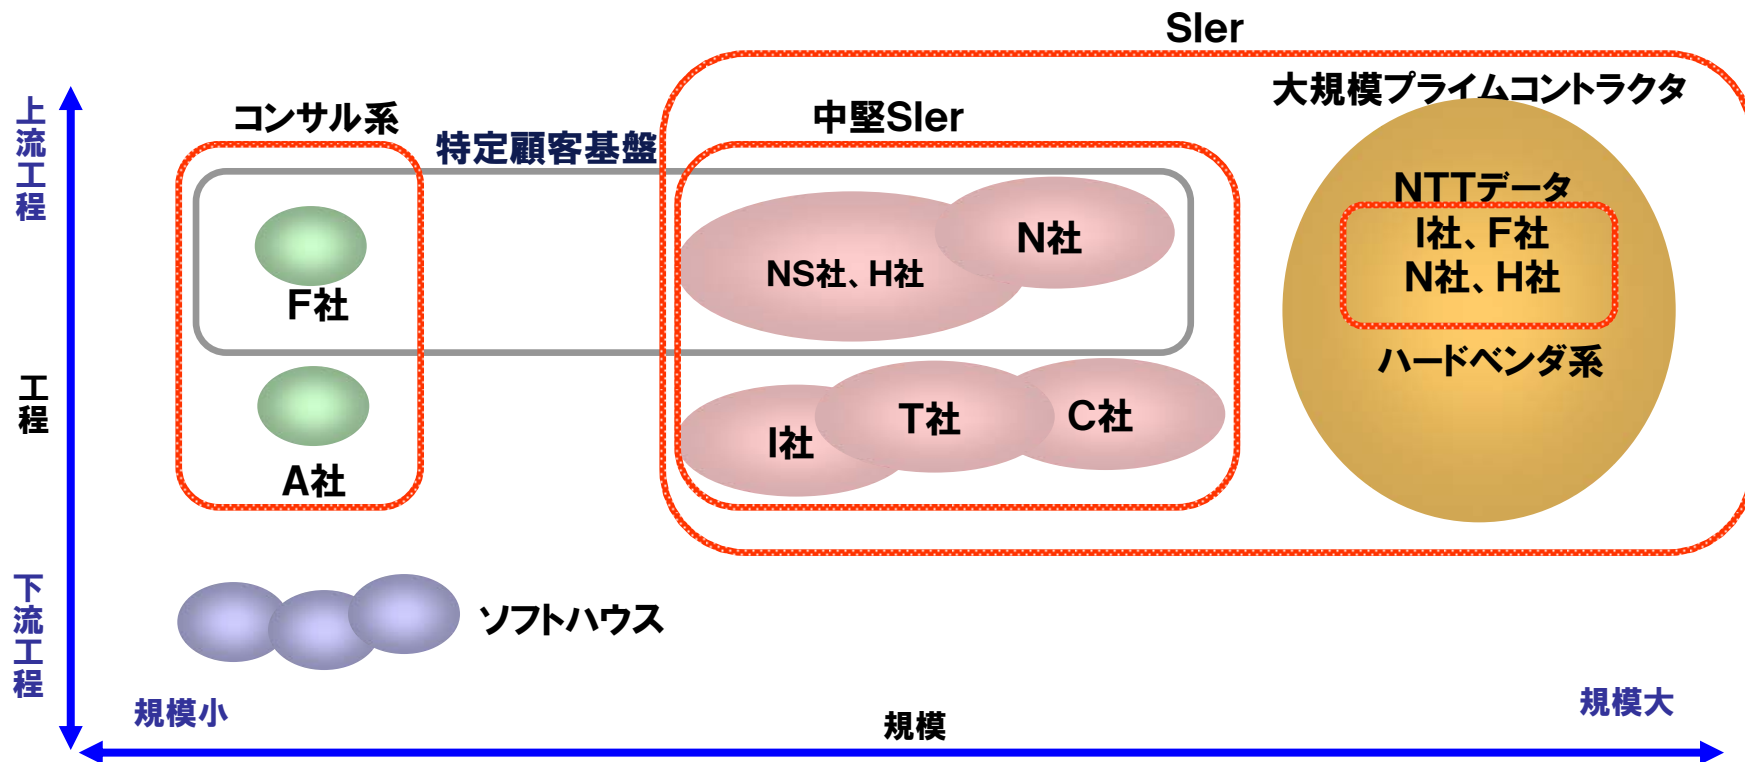 SIer
大規模プライムコントラクタ
コンサル系
中堅SIer
特定顧客基盤
上流工程
NTTデータ
I社、F社
N社、H社
ハードベンダ系
N社
NS社、H社
F社
工程
T社
C社
I社
A社
下流工程
ソフトハウス
規模小
規模
規模大